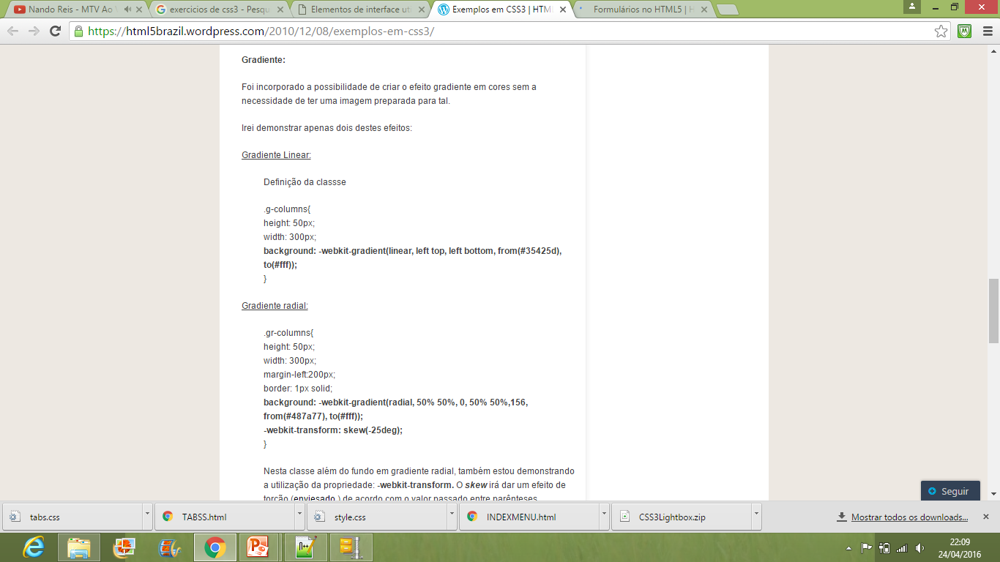 Nando Reis - MTV Ao V
exercicios de css3 - Pesqu
Elementos de interface uti
Exemplos em CSS3 | HTML
Formulários no HTML5 | H
https://html5brazil.wordpress.com/2010/12/08/exemplos-em-css3/
Gradiente:
Foi incorporado a possibilidade de criar o efeito gradiente em cores sem a
necessidade de ter uma imagem preparada para tal.
Irei demonstrar apenas dois destes efeitos:
Gradiente Linear:
Definição da classse
.g-columns{
height: 50px;
width: 300px;
background: -webkit-gradient(linear, left top, left bottom, from(#35425d),
to(#fff));
}
Gradiente radial:
.gr-columns{
height: 50px;
width: 300px;
margin-left:200px;
border: 1px solid;
background: -webkit-gradient(radial, 50% 50%, 0, 50% 50%,156,
from(#487a77), to(#fff));
-webkit-transform: skew(-25deg);
}
Nesta classe além do fundo em gradiente radial, também estou demonstrando
a utilização da propriedade: -webkit-transform. O skew irá dar um efeito de
torção (enviesado ) de acordo com o valor passado entre parênteses
Seguir
tabs.css
TABSS.html
style.css
INDEXMENU.html
CSS3Lightbox.zip
Mostrar todos os downloads...
22:09
24/04/2016